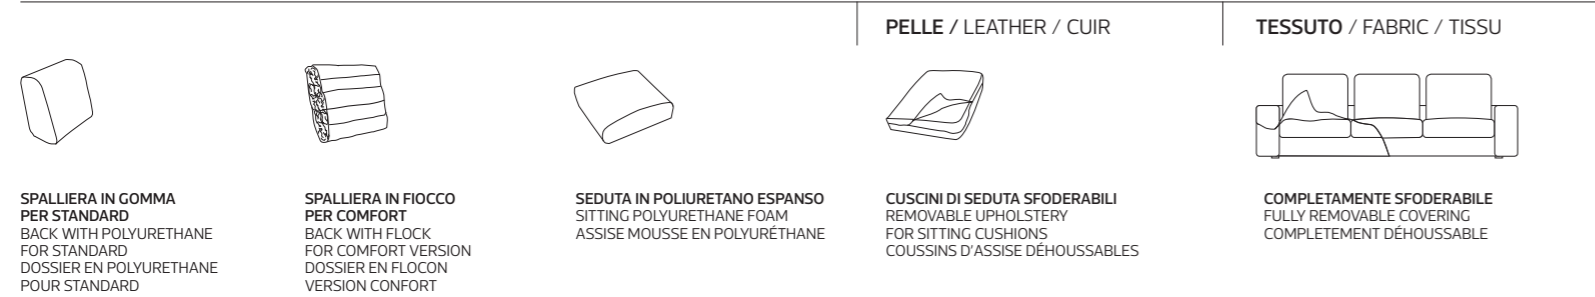 PELLE / LEATHER / CUIR
TESSUTO / FABRIC / TISSU
SPALLIERA IN GOMMA
PER STANDARD
BACK WITH POLYURETHANE
FOR STANDARD
DOSSIER EN POLYURETHANE
POUR STANDARD
SPALLIERA IN FIOCCO
PER COMFORT
BACK WITH FLOCK
FOR COMFORT VERSION
DOSSIER EN FLOCON
VERSION CONFORT
SEDUTA IN POLIURETANO ESPANSO
SITTING POLYURETHANE FOAM
ASSISE MOUSSE EN POLYURÉTHANE
CUSCINI DI SEDUTA SFODERABILI
REMOVABLE UPHOLSTERY
FOR SITTING CUSHIONS
COUSSINS D'ASSISE DÉHOUSSABLES
COMPLETAMENTE SFODERABILE
FULLY REMOVABLE COVERING
COMPLETEMENT DÉHOUSSABLE